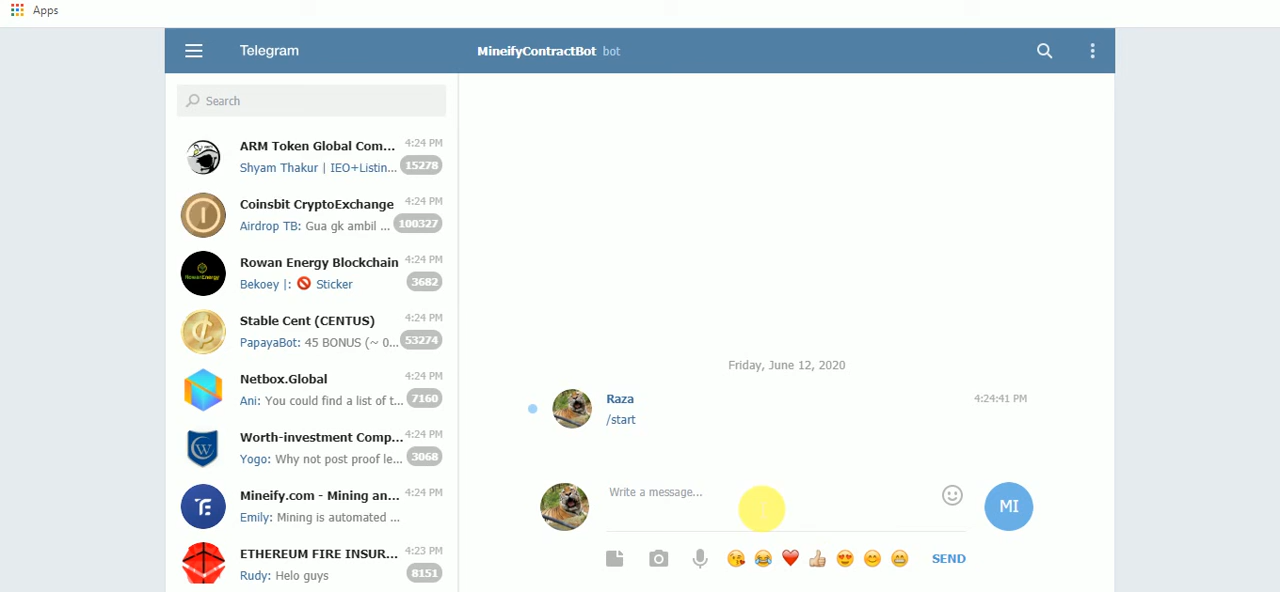 Apps
Telegram
MineifyContractBot bot
Search
ARM Token Global Com... 4:24 PM
Shyam Thakur | IEO+Listin... 15278
Coinsbit CryptoExchange 4:24 PM
Airdrop TB: Gua gk ambil ... 100327
Rowan Energy Blockchain 4:24 PM
Bekoey |: 🚫 Sticker 3682
Stable Cent (CENTUS) 4:24 PM
PapayaBot: 45 BONUS (~ 0... 53274
Netbox.Global 4:24 PM
Ani: You could find a list of t... 7160
Worth-investment Comp... 4:24 PM
Yogo: Why not post proof le... 3068
Mineify.com - Mining an... 4:24 PM
Emily: Mining is automated ...
ETHEREUM FIRE INSUR... 4:23 PM
Rudy: Helo guys 8151
Friday, June 12, 2020
Raza 4:24:41 PM
/start
Write a message...
MI
SEND